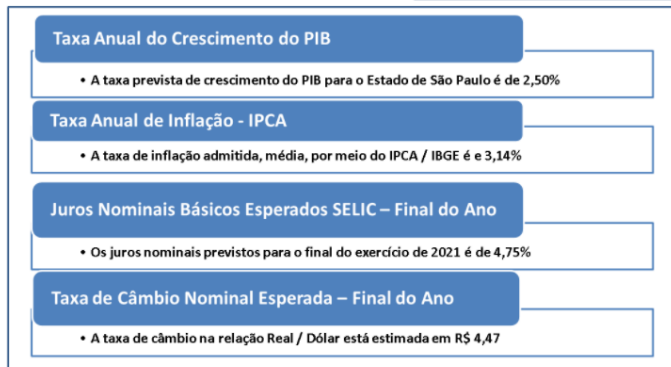 Taxa Anual do Crescimento do PIB
• A taxa prevista de crescimento do PIB para o Estado de São Paulo é de 2,50%
Taxa Anual de Inflação - IPCA
• A taxa de inflação admitida, média, por meio do IPCA / IBGE é e 3,14%
Juros Nominais Básicos Esperados SELIC – Final do Ano
• Os juros nominais previstos para o final do exercício de 2021 é de 4,75%
Taxa de Câmbio Nominal Esperada – Final do Ano
• A taxa de câmbio na relação Real / Dólar está estimada em R$ 4,47